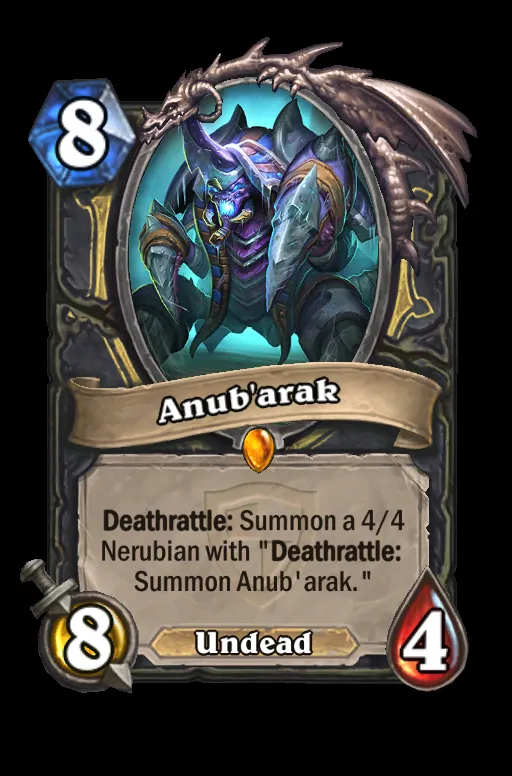 8
Anub'arak
Deathrattle: Summon a 4/4
Nerubian with "Deathrattle:
Summon Anub'arak."
8
Undead
4